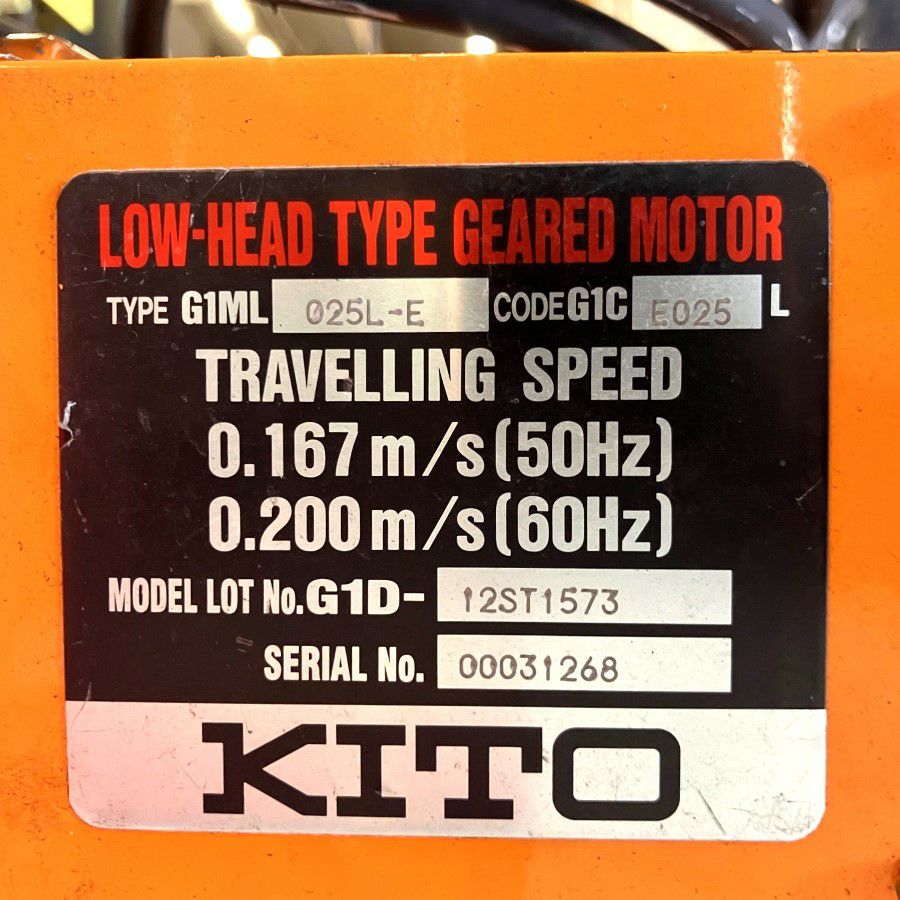 LOW-HEAD TYPE GEARED MOTOR
TYPE G1ML 025L-E CODE G1C E025 L
TRAVELLING SPEED
0.167 m/s (50Hz)
0.200 m/s (60Hz)
MODEL LOT No. G1D- 12ST1573
SERIAL No. 00031268
KITO